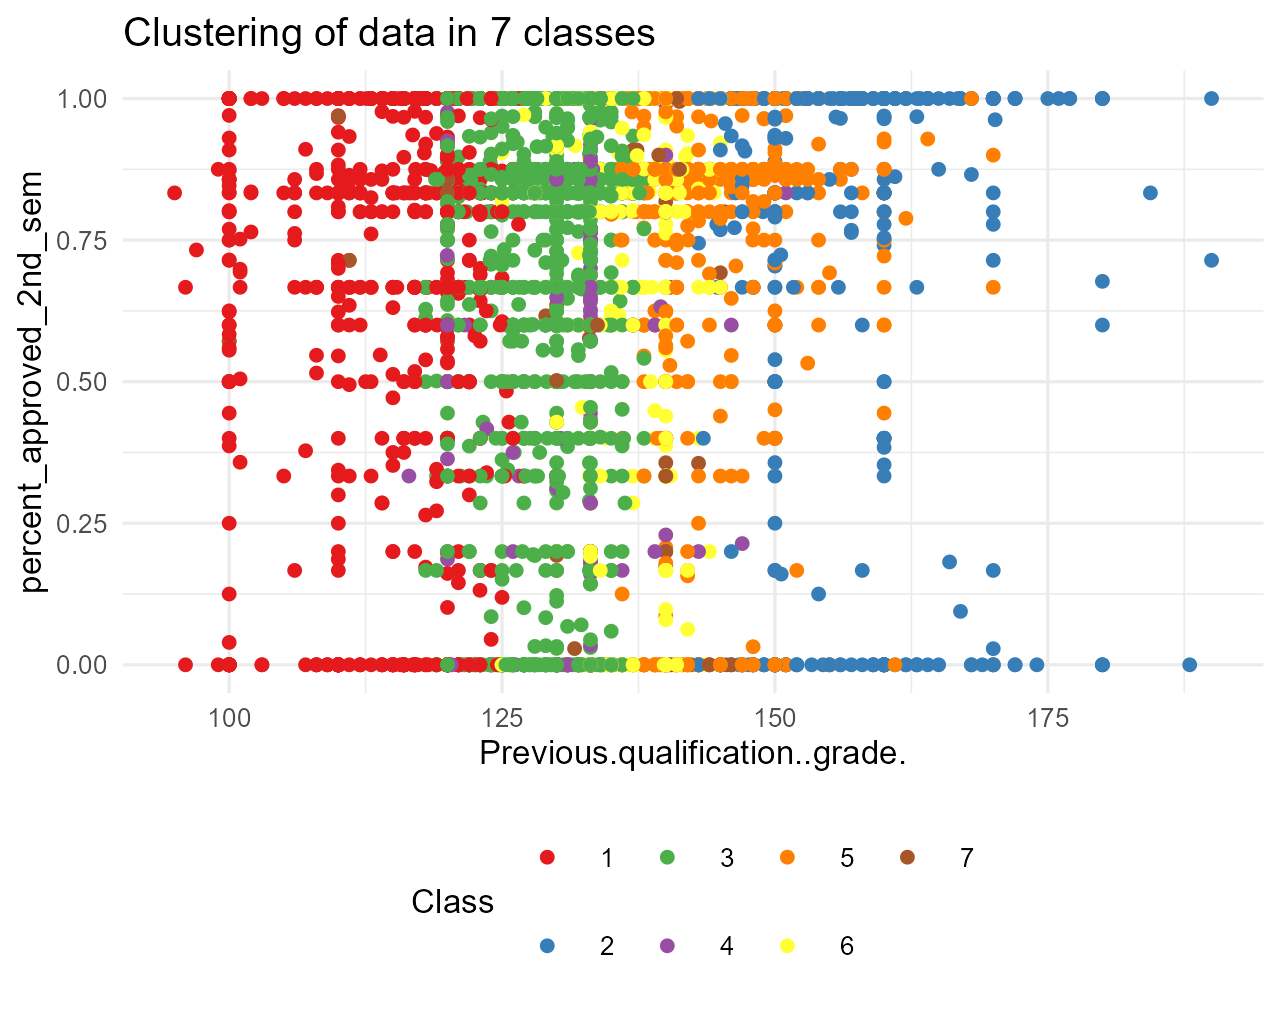 Clustering of data in 7 classes
percent_approved_2nd_sem
1.00
0.75
0.50
0.25
0.00
100 125 150 175
Previous.qualification..grade.
Class
1 3 5 7
2 4 6